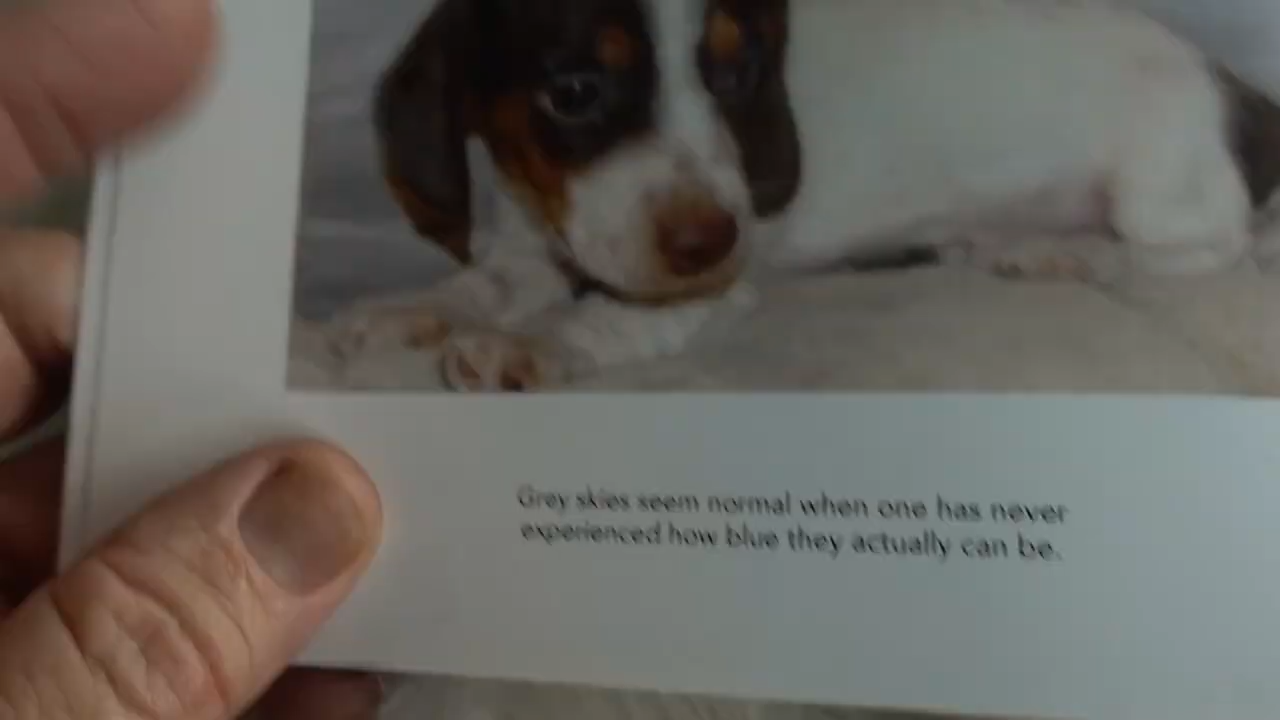 Grey skies seem normal when one has never
experienced how blue they actually can be.